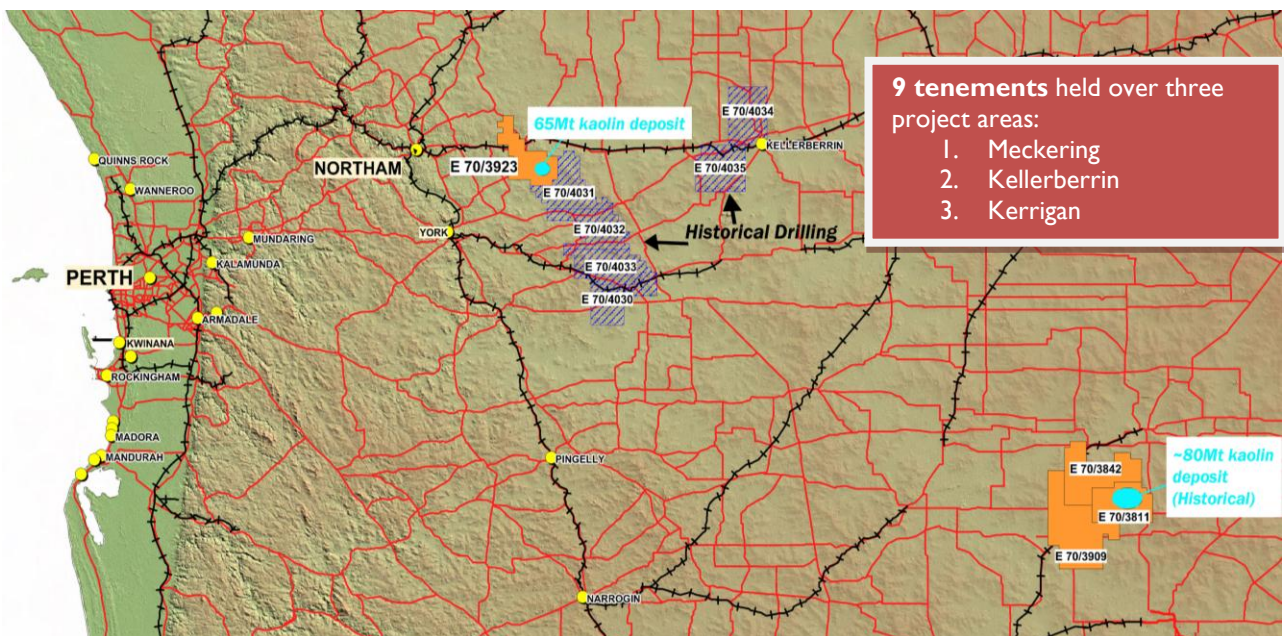 9 tenements held over three
project areas:
1. Meckering
2. Kellerberrin
3. Kerrigan
E 70/4034
65Mt kaolin deposit
KELLERBERRIN
QUINNS ROCK
NORTHAM
E 70/3923
E 70/4035
WANNEROO
E 70/4031
YORK
E 70/4032
Historical Drilling
MUNDARING
KALAMUNDA
E 70/4033
PERTH
E 70/4030
ARMADALE
KWINANA
ROCKINGHAM
MADORA
MANDURAH
PINGELLY
~80Mt kaolin
deposit
(Historical)
E 70/3842
E 70/3811
E 70/3909
NARROGIN